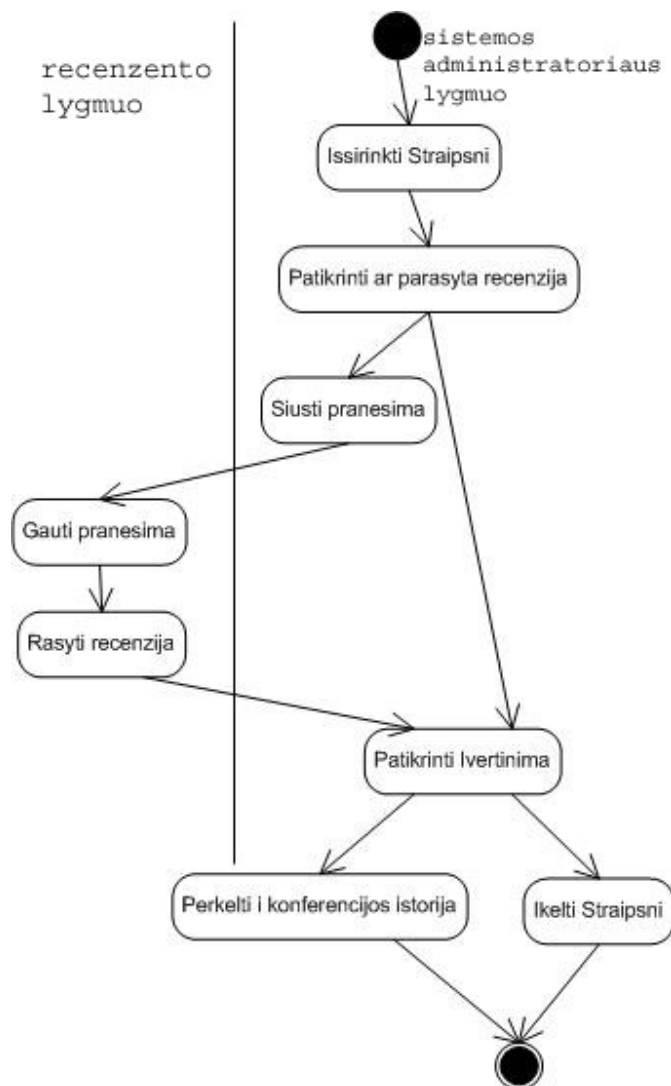 recenzento
lygmuo
sistemos
administratoriaus
lygmuo
Issirinkti Straipsni
Patikrinti ar parasyta recenzija
Siusti pranesima
Gauti pranesima
Rasyti recenzija
Patikrinti Ivertinima
Perkelti i konferencijos istorija
Ikelti Straipsni